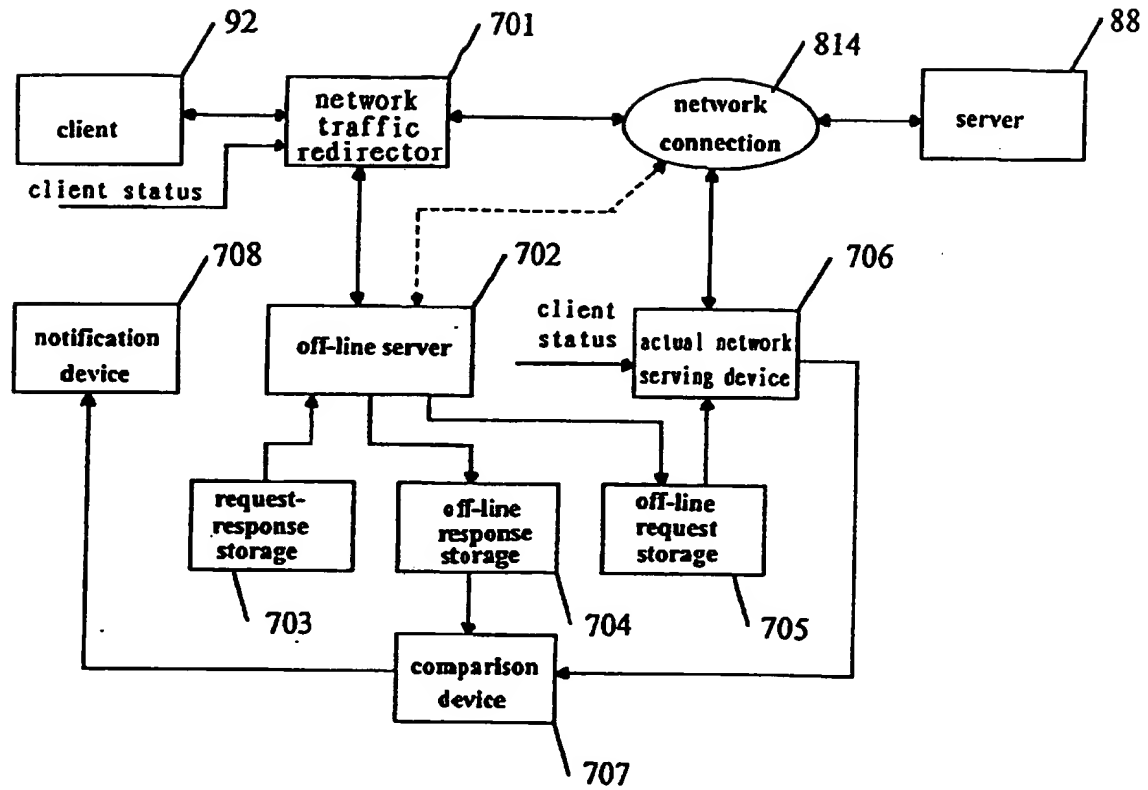 92
701
814
88
client
network
traffic
redirector
network
connection
server
client status
708
702
706
notification
device
off-line server
client
status
actual network
serving device
request-
response
storage
off-line
response
storage
off-line
request
storage
703
704
705
comparison
device
707